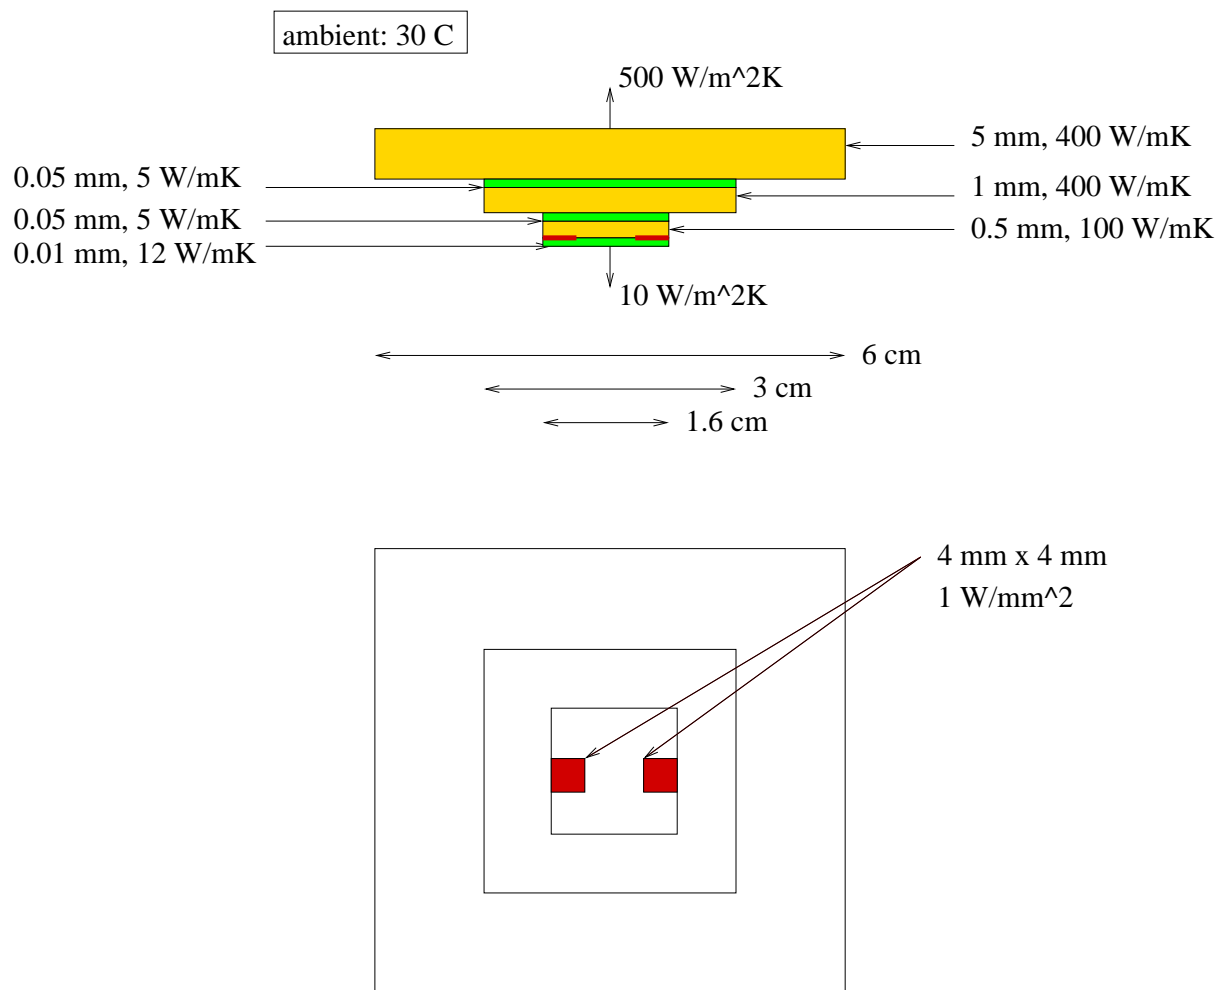 ambient: 30 C
500 W/m^2K
5 mm, 400 W/mK
0.05 mm, 5 W/mK
1 mm, 400 W/mK
0.05 mm, 5 W/mK
0.5 mm, 100 W/mK
0.01 mm, 12 W/mK
10 W/m^2K
6 cm
3 cm
1.6 cm
4 mm x 4 mm
1 W/mm^2